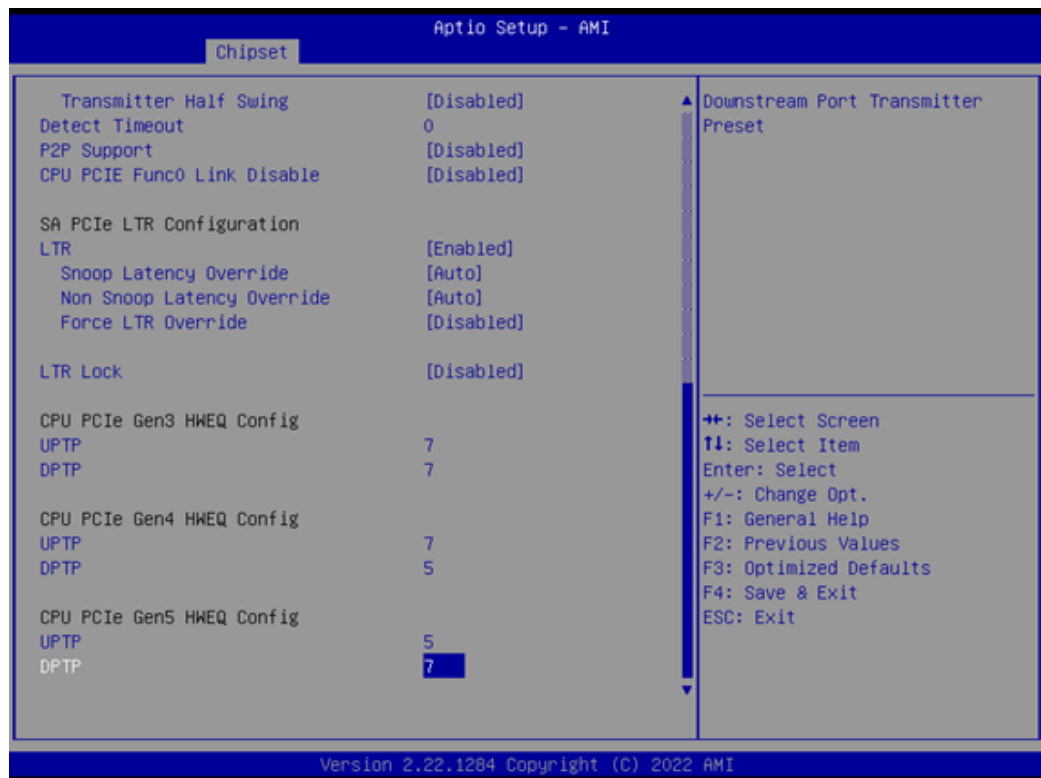 Aptio Setup – AMI
Chipset
Transmitter Half Swing [Disabled]
Detect Timeout 0
P2P Support [Disabled]
CPU PCIE Func0 Link Disable [Disabled]
SA PCIe LTR Configuration
LTR [Enabled]
Snoop Latency Override [Auto]
Non Snoop Latency Override [Auto]
Force LTR Override [Disabled]
LTR Lock [Disabled]
CPU PCIe Gen3 HWEQ Config
UPTP 7
DPTP 7
CPU PCIe Gen4 HWEQ Config
UPTP 7
DPTP 5
CPU PCIe Gen5 HWEQ Config
UPTP 5
DPTP 7
Downstream Port Transmitter
Preset
→←: Select Screen
↑↓: Select Item
Enter: Select
+/-: Change Opt.
F1: General Help
F2: Previous Values
F3: Optimized Defaults
F4: Save & Exit
ESC: Exit
Version 2.22.1284 Copyright (C) 2022 AMI